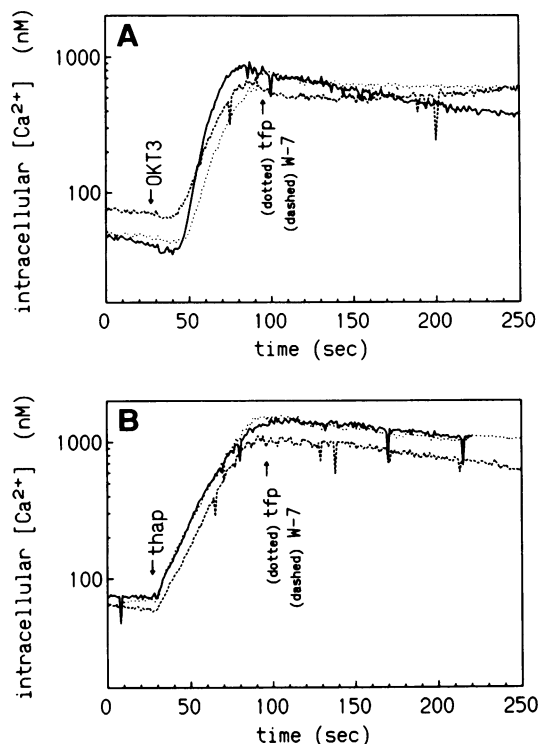 A
intracellular [Ca²⁺] (nM)
1000
100
OKT3
(dotted) tfp
(dashed) W-7
0 50 100 150 200 250
time (sec)
B
intracellular [Ca²⁺] (nM)
1000
100
thap
(dotted) tfp
(dashed) W-7
0 50 100 150 200 250
time (sec)